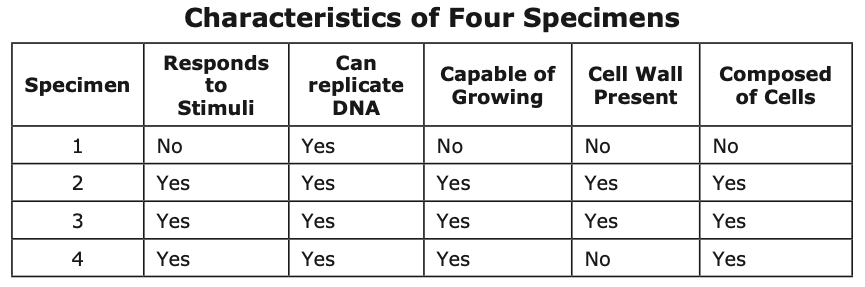 Characteristics of Four Specimens
Specimen
Responds
to
Stimuli
Can
replicate
DNA
Capable of
Growing
Cell Wall
Present
Composed
of Cells
1 No Yes No No No
2 Yes Yes Yes Yes Yes
3 Yes Yes Yes Yes Yes
4 Yes Yes Yes No Yes